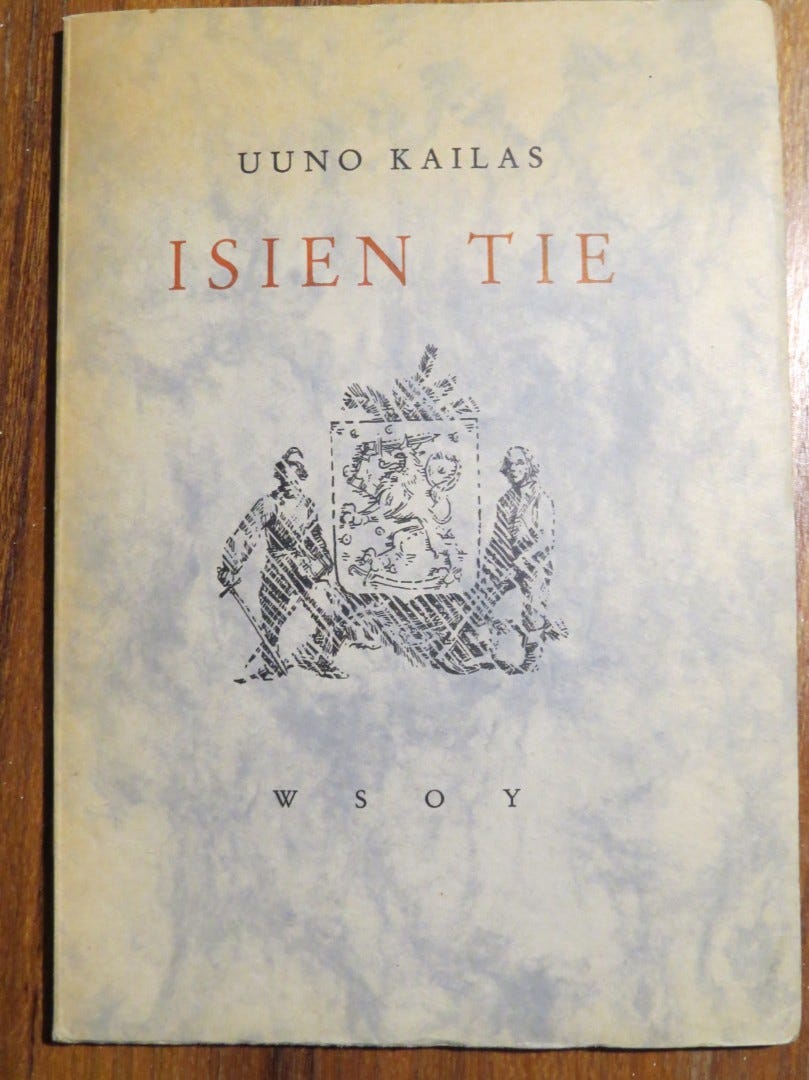 UUNO KAILAS
ISIEN TIE
W S O Y